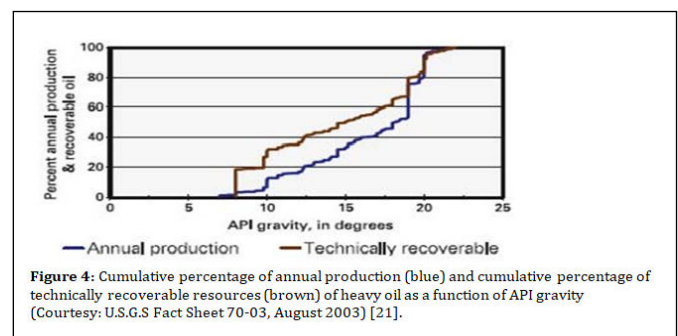 Percent annual production
& recoverable oil
100
80
60
40
20
0
0 5 10 15 20 25
API gravity, in degrees
Annual production Technically recoverable
Figure 4: Cumulative percentage of annual production (blue) and cumulative percentage of
technically recoverable resources (brown) of heavy oil as a function of API gravity
(Courtesy: U.S.G.S Fact Sheet 70-03, August 2003) [21].